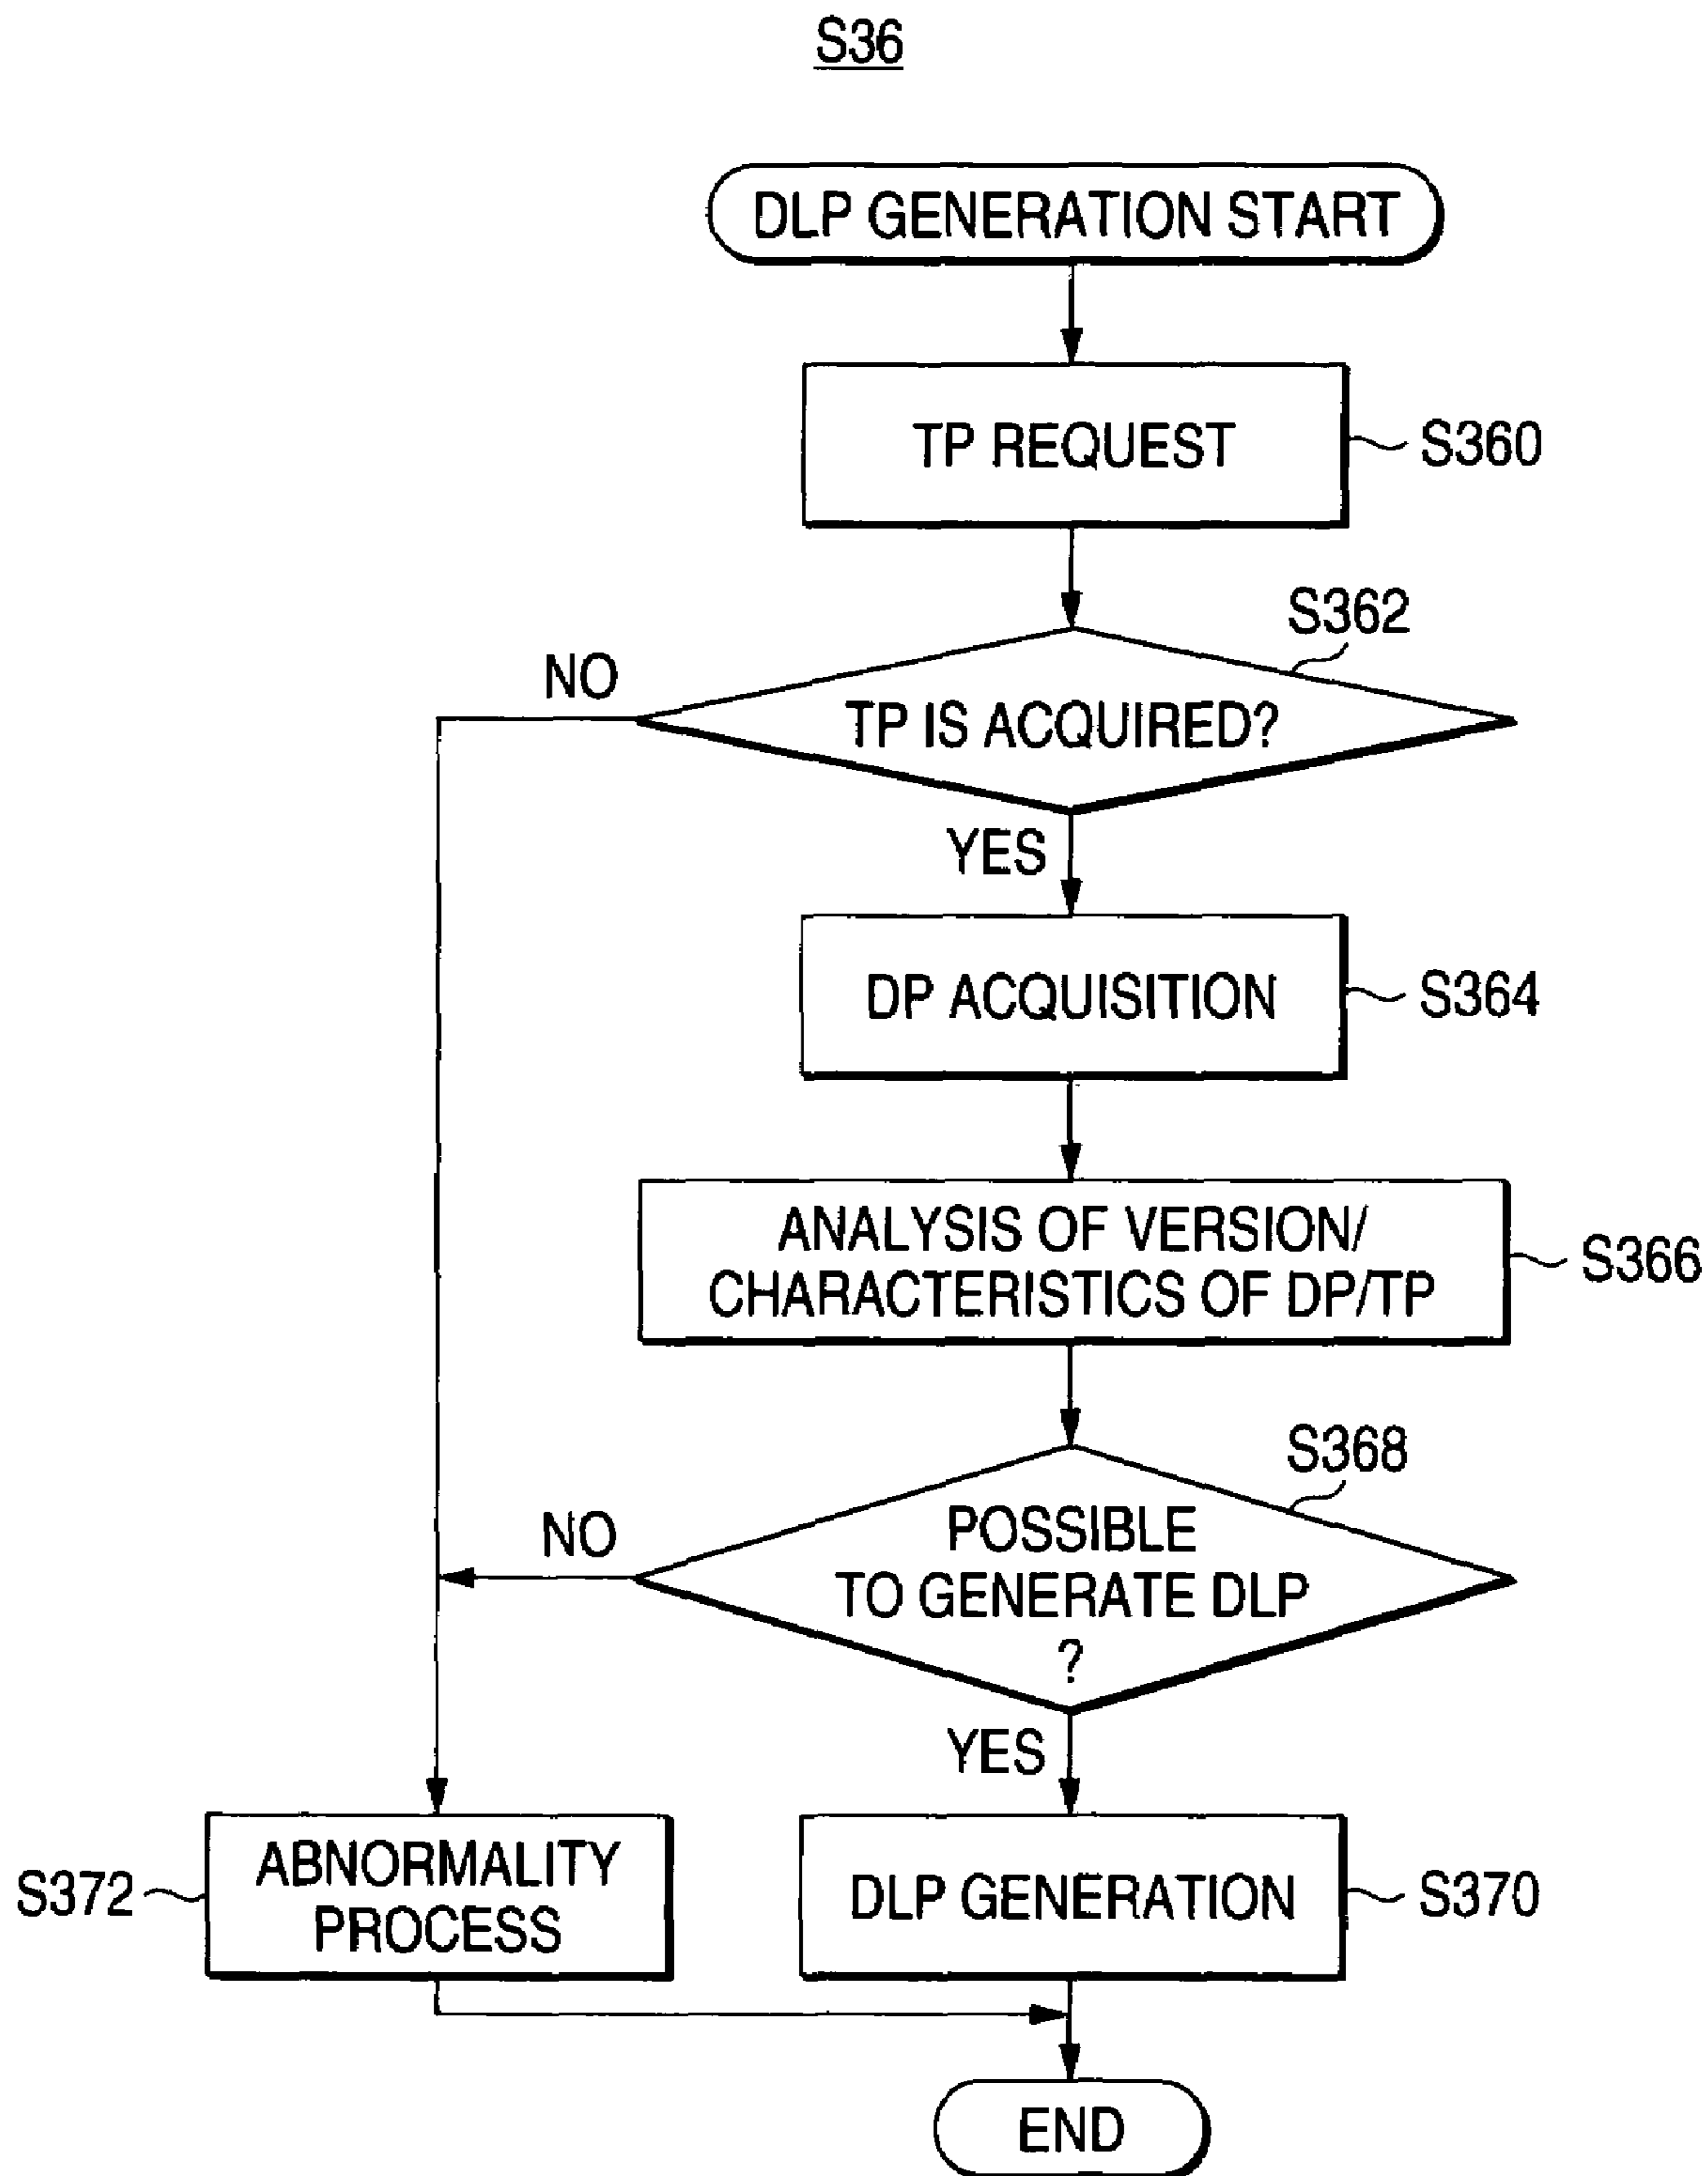 S36
DLP GENERATION START
TP REQUEST
S360
S362
NO
TP IS ACQUIRED?
YES
DP ACQUISITION
S364
ANALYSIS OF VERSION/
CHARACTERISTICS OF DP/TP
S366
S368
NO
POSSIBLE
TO GENERATE DLP
?
YES
S372
ABNORMALITY
PROCESS
DLP GENERATION
S370
END